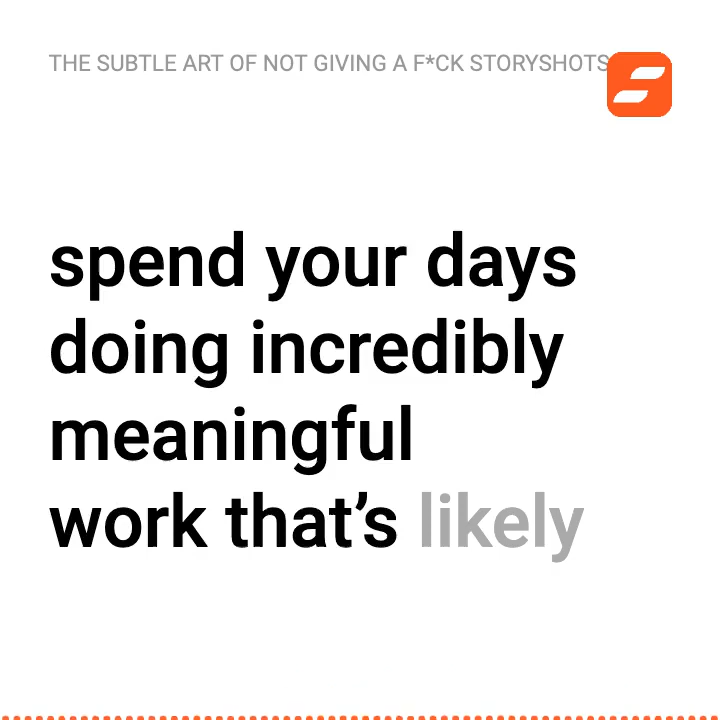 THE SUBTLE ART OF NOT GIVING A F*CK STORYSHOTS
spend your days
doing incredibly
meaningful
work that’s likely